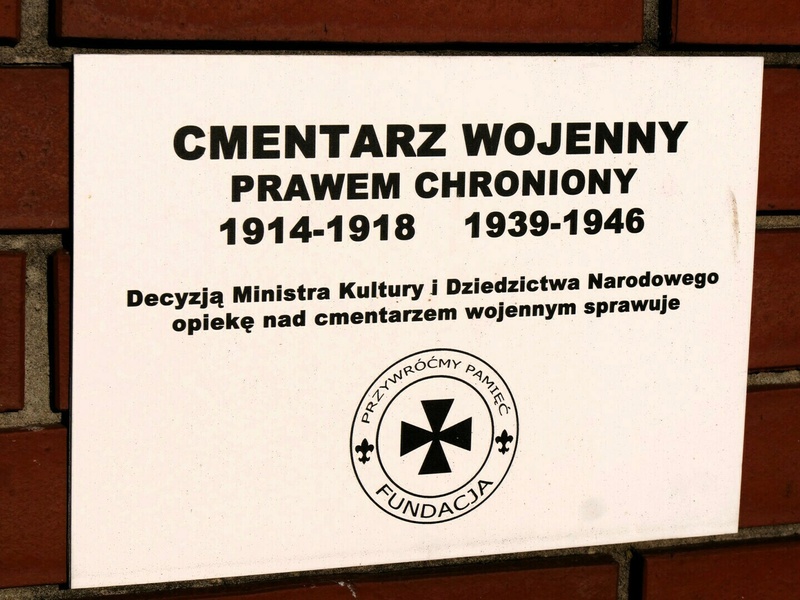 CMENTARZ WOJENNY
PRAWEM CHRONIONY
1914-1918 1939-1946
Decyzją Ministra Kultury i Dziedzictwa Narodowego
opiekę nad cmentarzem wojennym sprawuje
PRZYWRÓĆMY PAMIĘĆ
FUNDACJA